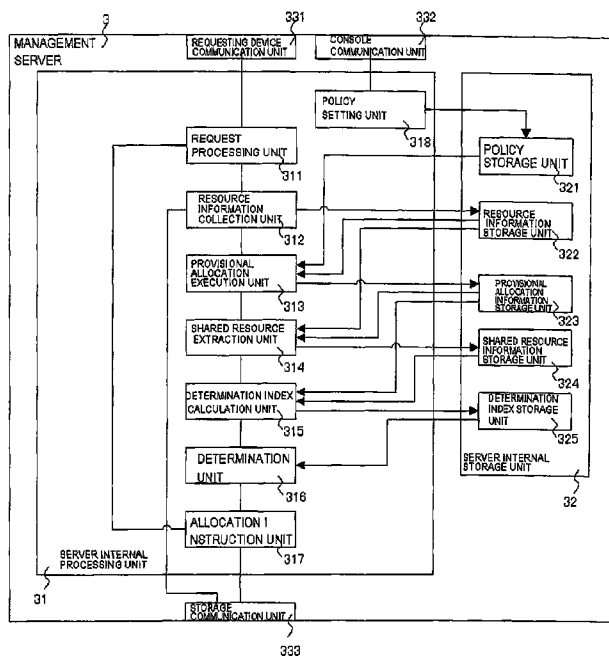 3
331
332
MANAGEMENT
SERVER
REQUESTING DEVICE
COMMUNICATION UNIT
CONSOLE
COMMUNICATION UNIT
POLICY
SETTING UNIT
318
REQUEST
PROCESSING UNIT
311
POLICY
STORAGE UNIT
321
RESOURCE
INFORMATION
COLLECTION UNIT
312
RESOURCE
INFORMATION
STORAGE UNIT
322
PROVISIONAL
ALLOCATION
EXECUTION UNIT
313
PROVISIONAL
ALLOCATION
INFORMATION
STORAGE UNIT
323
SHARED RESOURCE
EXTRACTION UNIT
314
SHARED RESOURCE
INFORMATION
STORAGE UNIT
324
DETERMINATION INDEX
CALCULATION UNIT
315
DETERMINATION
INDEX STORAGE
UNIT
325
DETERMINATION
UNIT
316
SERVER INTERNAL
STORAGE UNIT
32
ALLOCATION I
NSTRUCTION UNIT
317
SERVER INTERNAL
PROCESSING UNIT
31
STORAGE
COMMUNICATION UNIT
333